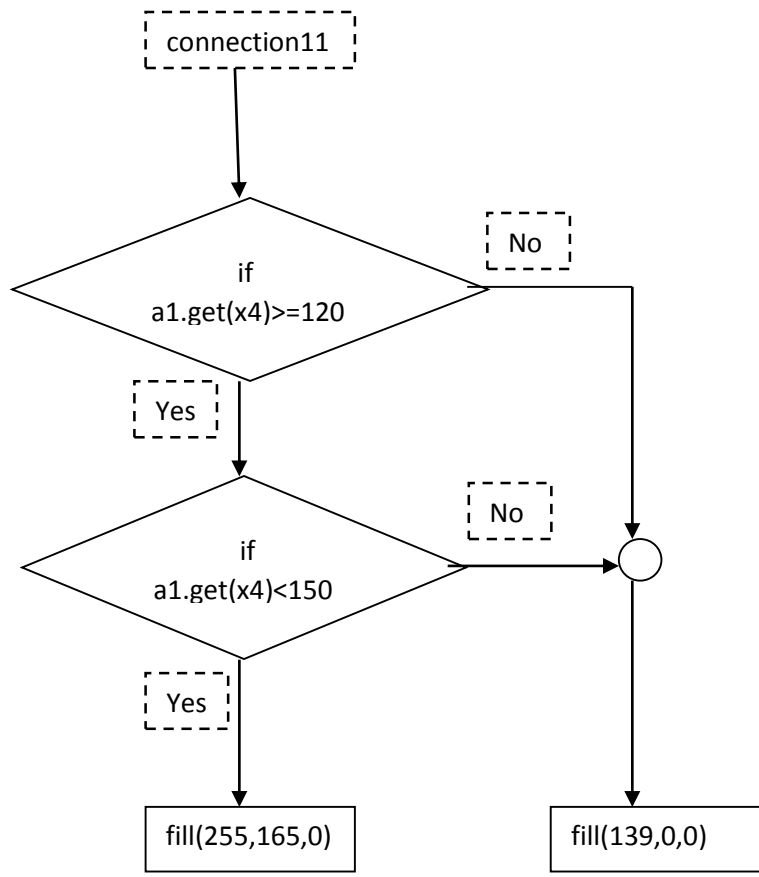 connection11
No
if
a1.get(x4)>=120
Yes
No
if
a1.get(x4)<150
Yes
fill(255,165,0)
fill(139,0,0)